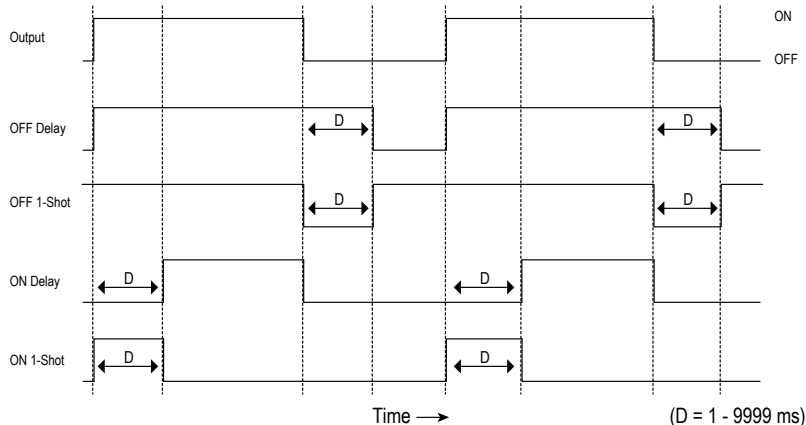 ON
Output
OFF
OFF Delay
D
D
OFF 1-Shot
D
D
ON Delay
D
D
ON 1-Shot
D
D
Time
(D = 1 - 9999 ms)